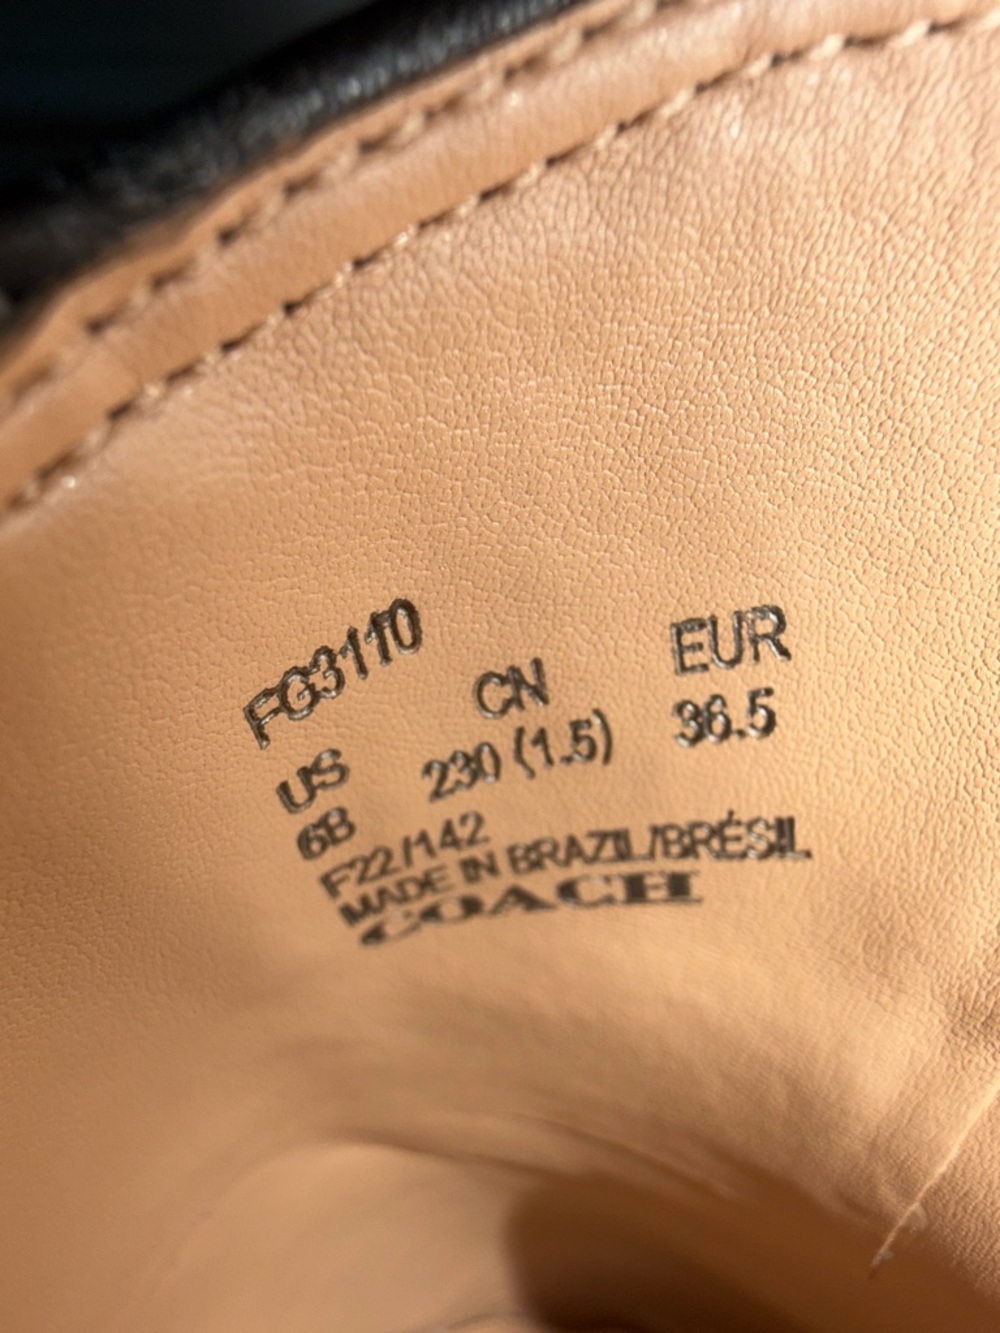 FG3110
US CN EUR
6B 230 (1.5) 36.5
F22/142
MADE IN BRAZIL/BRÉSIL
COACH